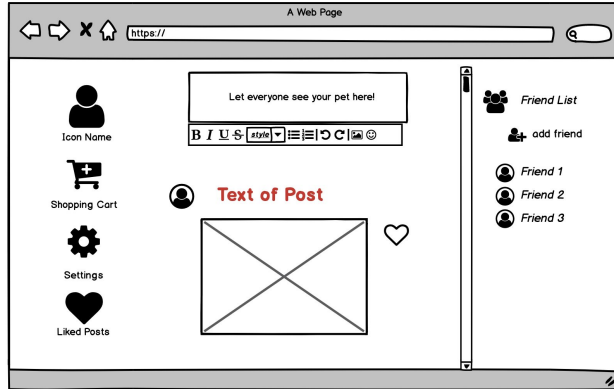 A Web Page
https://
Let everyone see your pet here!
B I U S style
Icon Name
Shopping Cart
Settings
Liked Posts
Text of Post
Friend List
add friend
Friend 1
Friend 2
Friend 3